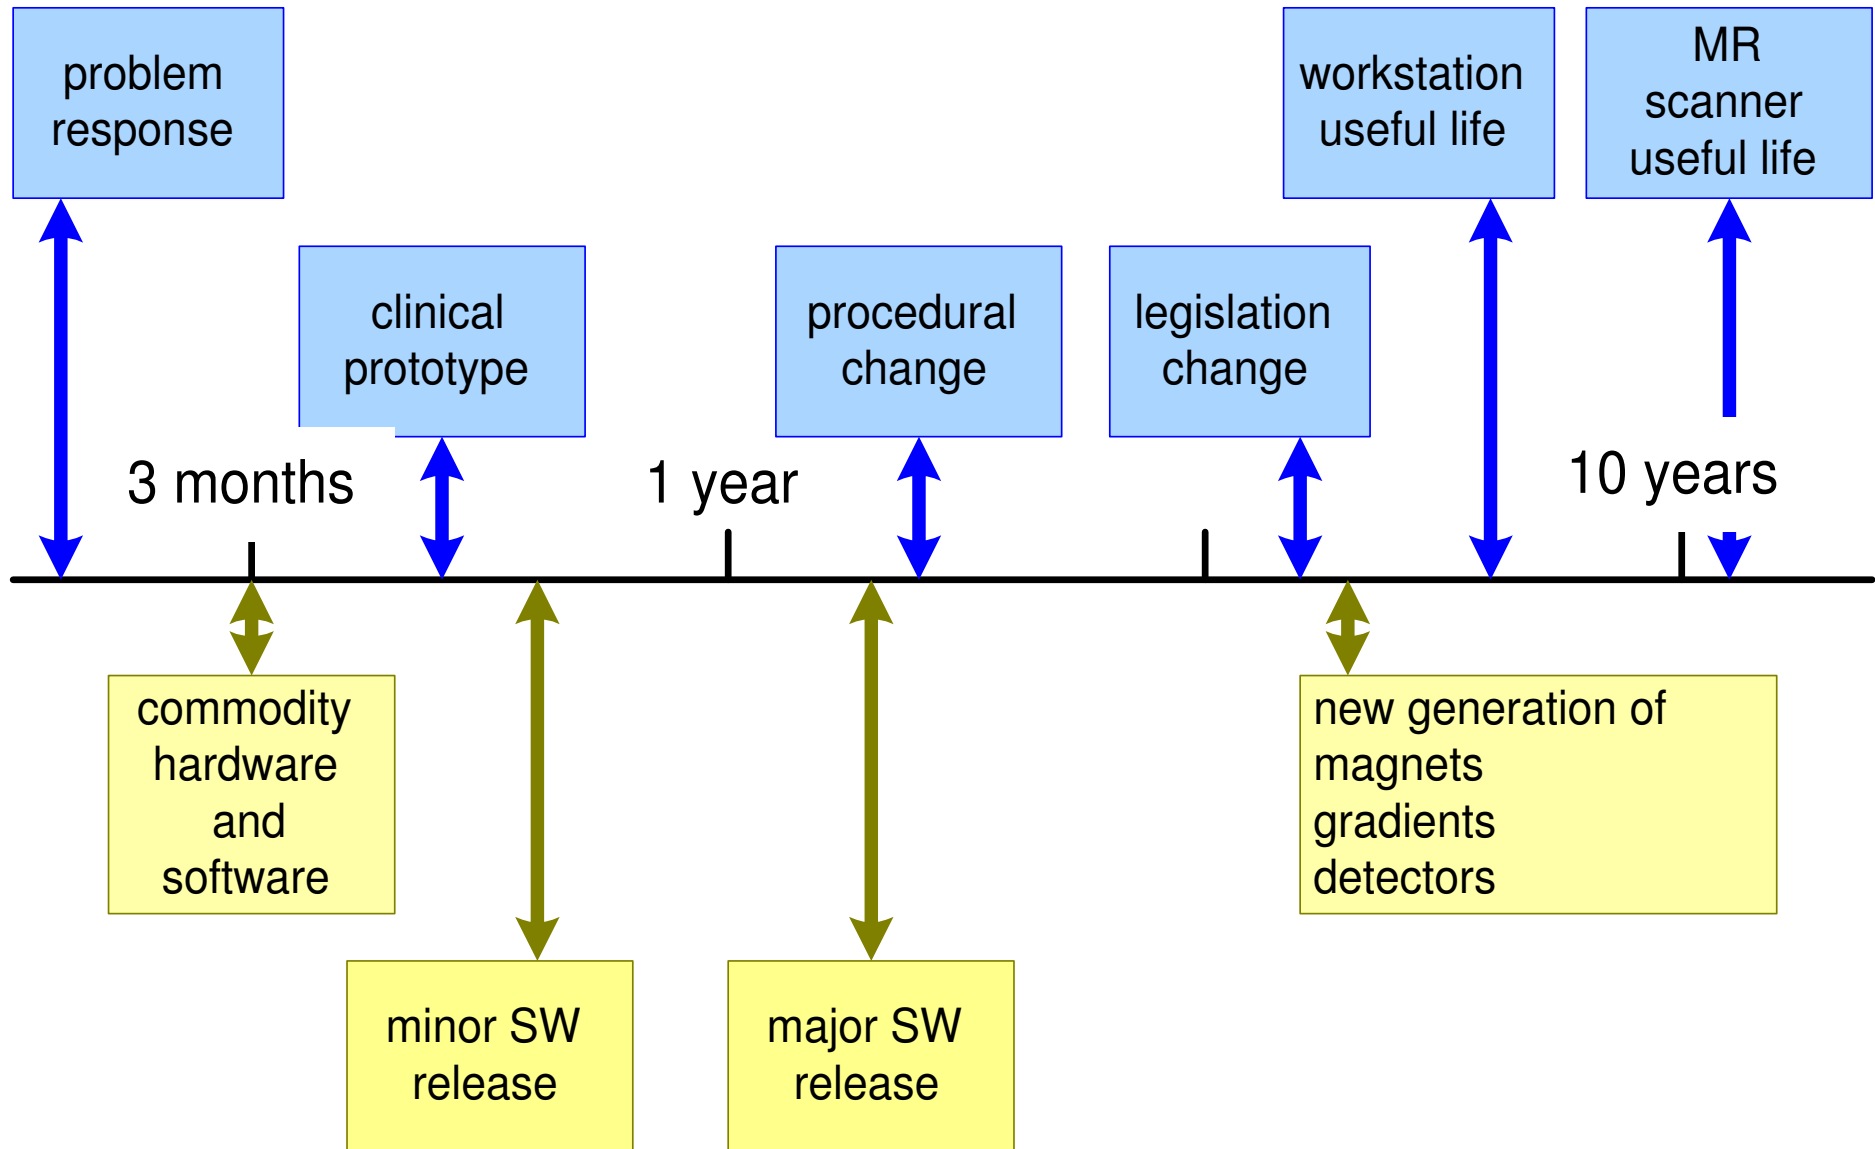 problem
response
workstation
useful life
MR
scanner
useful life
clinical
prototype
procedural
change
legislation
change
3 months
1 year
10 years
commodity
hardware
and
software
new generation of
magnets
gradients
detectors
minor SW
release
major SW
release